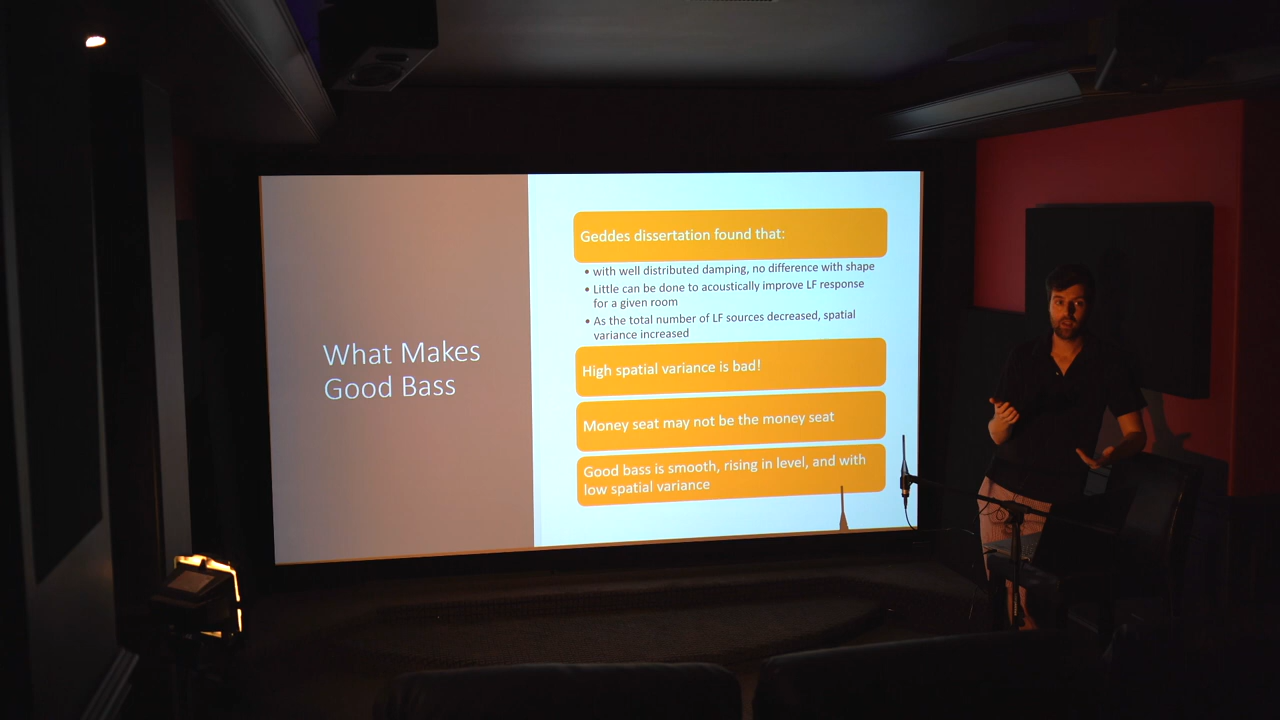 What Makes
Good Bass
Geddes dissertation found that:
• with well distributed damping, no difference with shape
• Little can be done to acoustically improve LF response
for a given room
• As the total number of LF sources decreased, spatial
variance increased
High spatial variance is bad!
Money seat may not be the money seat
Good bass is smooth, rising in level, and with
low spatial variance